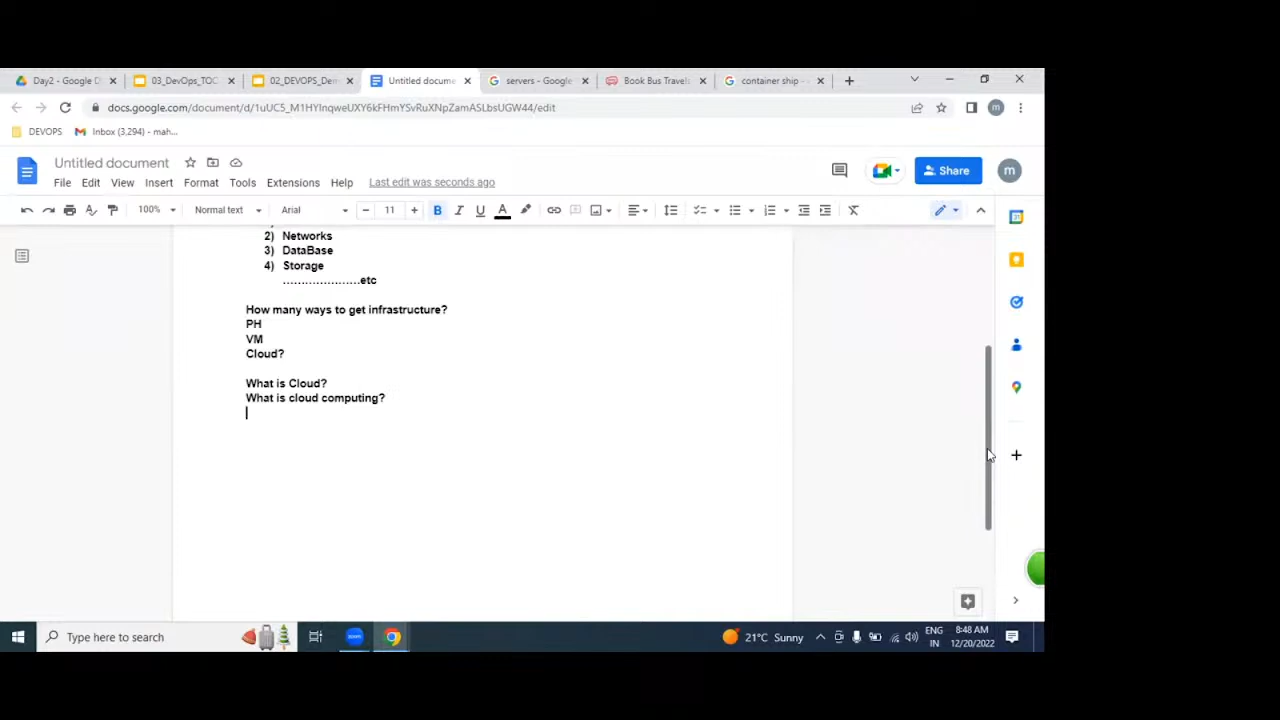 Day2 - Google D
03_DevOps_TOC
02_DEVOPS_Dem
Untitled docume
servers - Google
Book Bus Travels
container ship -
docs.google.com/document/d/1uUC5_M1HYInqweUXY6kFHmYSvRuXNpZamASLbsUGW44/edit
m
DEVOPS
Inbox (3,294) - mah...
Untitled document
Share
m
File Edit View Insert Format Tools Extensions Help Last edit was seconds ago
100% Normal text Arial 11 B I U A
2) Networks
3) DataBase
4) Storage
.....................etc
How many ways to get infrastructure?
PH
VM
Cloud?
What is Cloud?
What is cloud computing?
Type here to search
zoom
21°C Sunny
ENG
IN
8:48 AM
12/20/2022